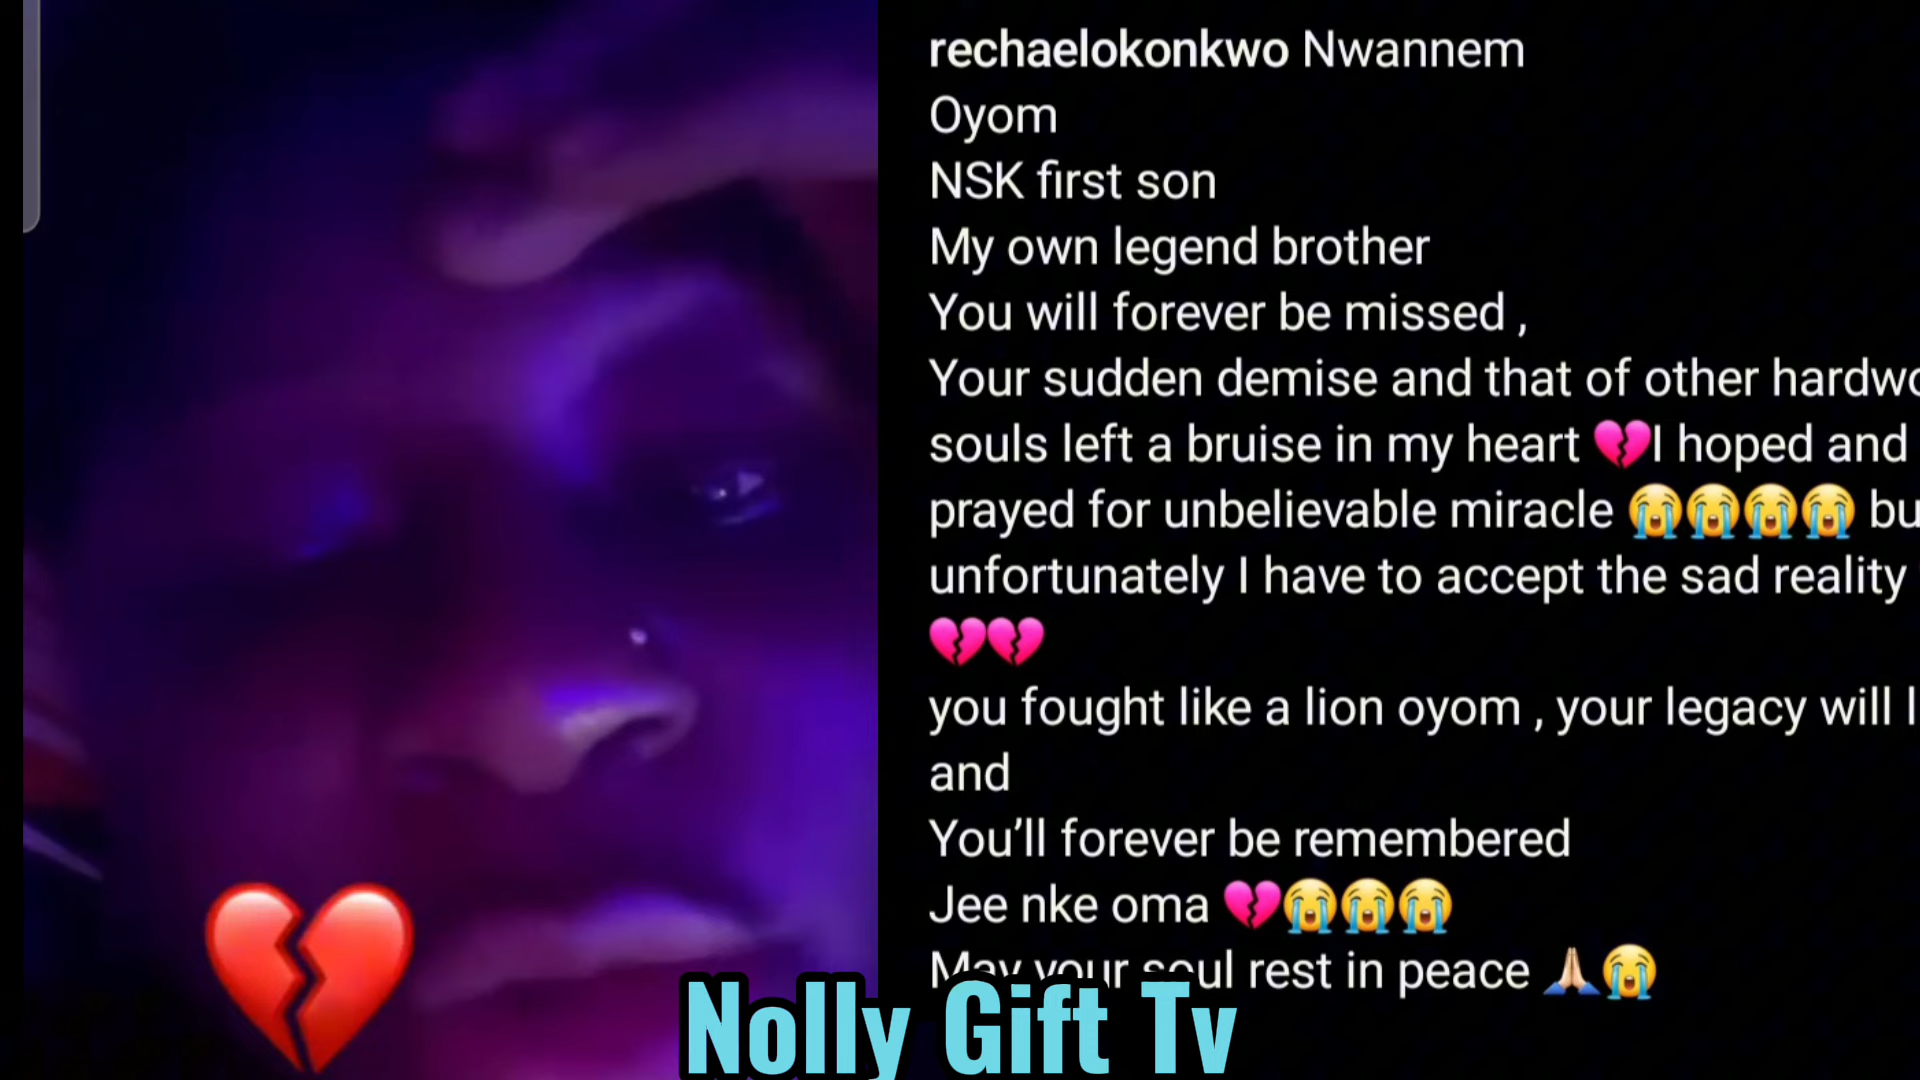 rechaelokonkwo Nwannem
Oyom
NSK first son
My own legend brother
You will forever be missed ,
Your sudden demise and that of other
souls left a bruise in my heart 💔I hoped and
prayed for unbelievable miracle 😭😭😭😭
unfortunately I have to accept the sad reality
💔💔
you fought like a lion oyom , your legacy will
and
You’ll forever be remembered
Jee nke oma 💔😭😭😭
May your soul rest in peace 🙏🏻😭
Nolly Gift Tv